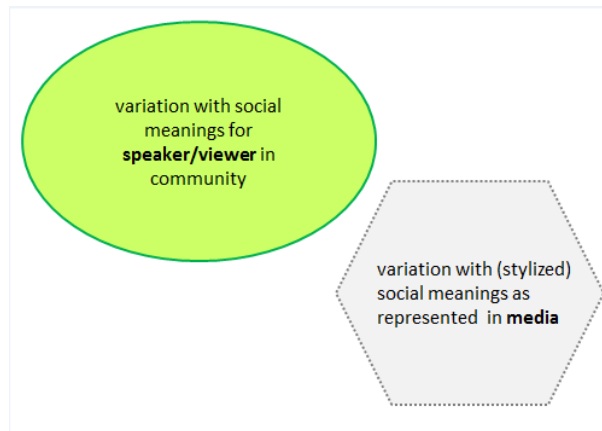 variation with social
meanings for
speaker/viewer in
community
variation with (stylized)
social meanings as
represented in media